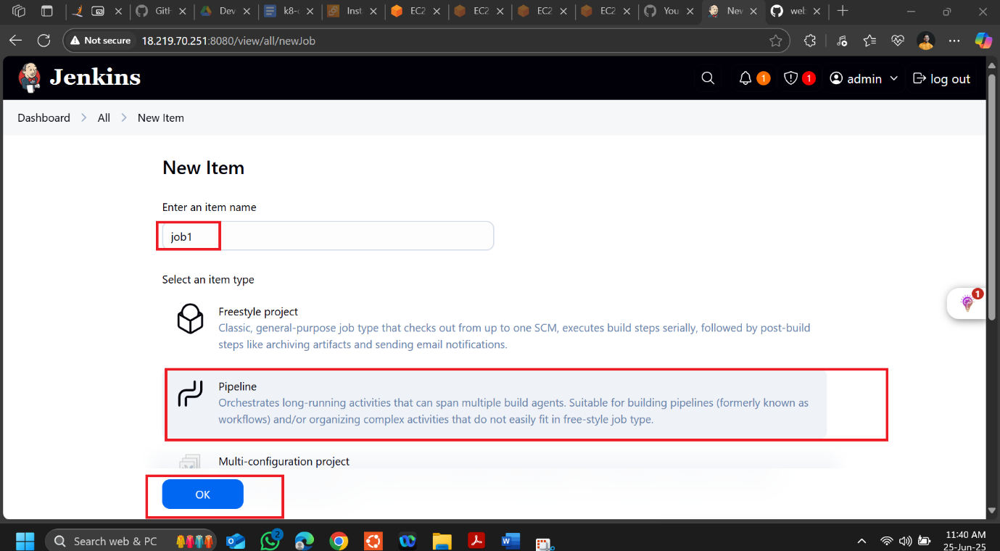 GitH
Dev
k8-c
Inst
EC2
EC2
EC2
EC2
You
New
web
Not secure
18.219.70.251:8080/view/all/newJob
Jenkins
1
1
admin
log out
Dashboard
All
New Item
New Item
Enter an item name
job1
Select an item type
Freestyle project
Classic, general-purpose job type that checks out from up to one SCM, executes build steps serially, followed by post-build
steps like archiving artifacts and sending email notifications.
1
Pipeline
Orchestrates long-running activities that can span multiple build agents. Suitable for building pipelines (formerly known as
workflows) and/or organizing complex activities that do not easily fit in free-style job type.
Multi-configuration project
OK
Search web & PC
2
11:40 AM
25-Jun-25